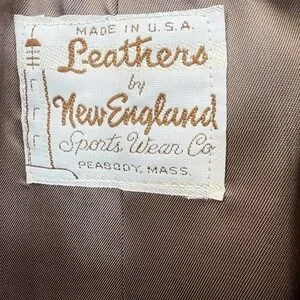 MADE IN U.S.A.
Leathers
by
New England
Sports Wear Co
PEABODY, MASS.